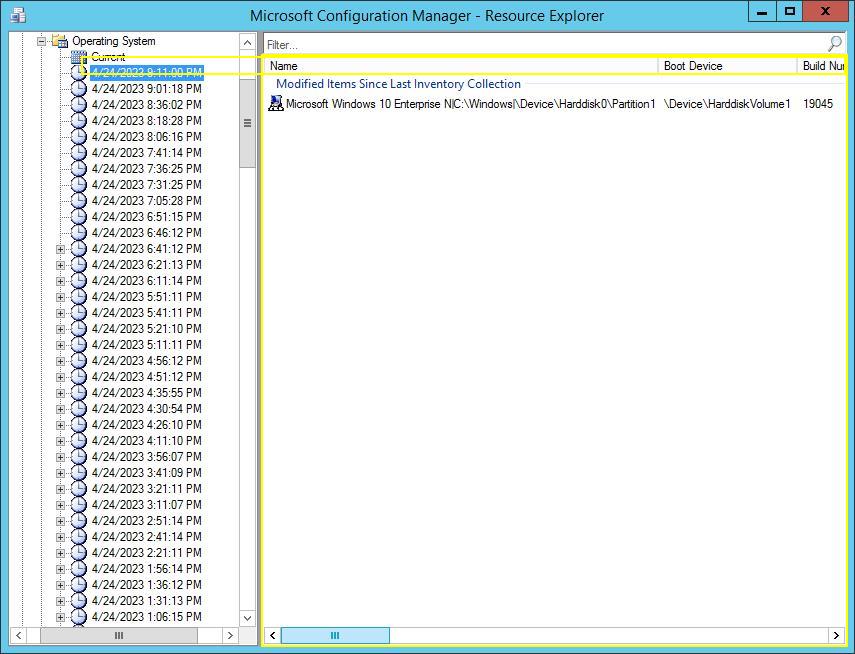 Microsoft Configuration Manager - Resource Explorer
X
Operating System
Current
4/24/2023 9:11:00 PM
4/24/2023 9:01:18 PM
4/24/2023 8:36:02 PM
4/24/2023 8:18:28 PM
4/24/2023 8:06:16 PM
4/24/2023 7:41:14 PM
4/24/2023 7:36:25 PM
4/24/2023 7:31:25 PM
4/24/2023 7:05:28 PM
4/24/2023 6:51:15 PM
4/24/2023 6:46:12 PM
4/24/2023 6:41:12 PM
4/24/2023 6:21:13 PM
4/24/2023 6:11:14 PM
4/24/2023 5:51:11 PM
4/24/2023 5:41:11 PM
4/24/2023 5:21:10 PM
4/24/2023 5:11:11 PM
4/24/2023 4:56:12 PM
4/24/2023 4:51:12 PM
4/24/2023 4:35:55 PM
4/24/2023 4:30:54 PM
4/24/2023 4:26:10 PM
4/24/2023 4:11:10 PM
4/24/2023 3:56:07 PM
4/24/2023 3:41:09 PM
4/24/2023 3:21:11 PM
4/24/2023 3:11:07 PM
4/24/2023 2:51:14 PM
4/24/2023 2:41:14 PM
4/24/2023 2:21:11 PM
4/24/2023 1:56:14 PM
4/24/2023 1:36:12 PM
4/24/2023 1:31:13 PM
4/24/2023 1:06:15 PM
Filter...
Name Boot Device Build Nur
Modified Items Since Last Inventory Collection
Microsoft Windows 10 Enterprise N|C:\Windows|\Device\Harddisk0\Partition1 \Device\HarddiskVolume1 19045